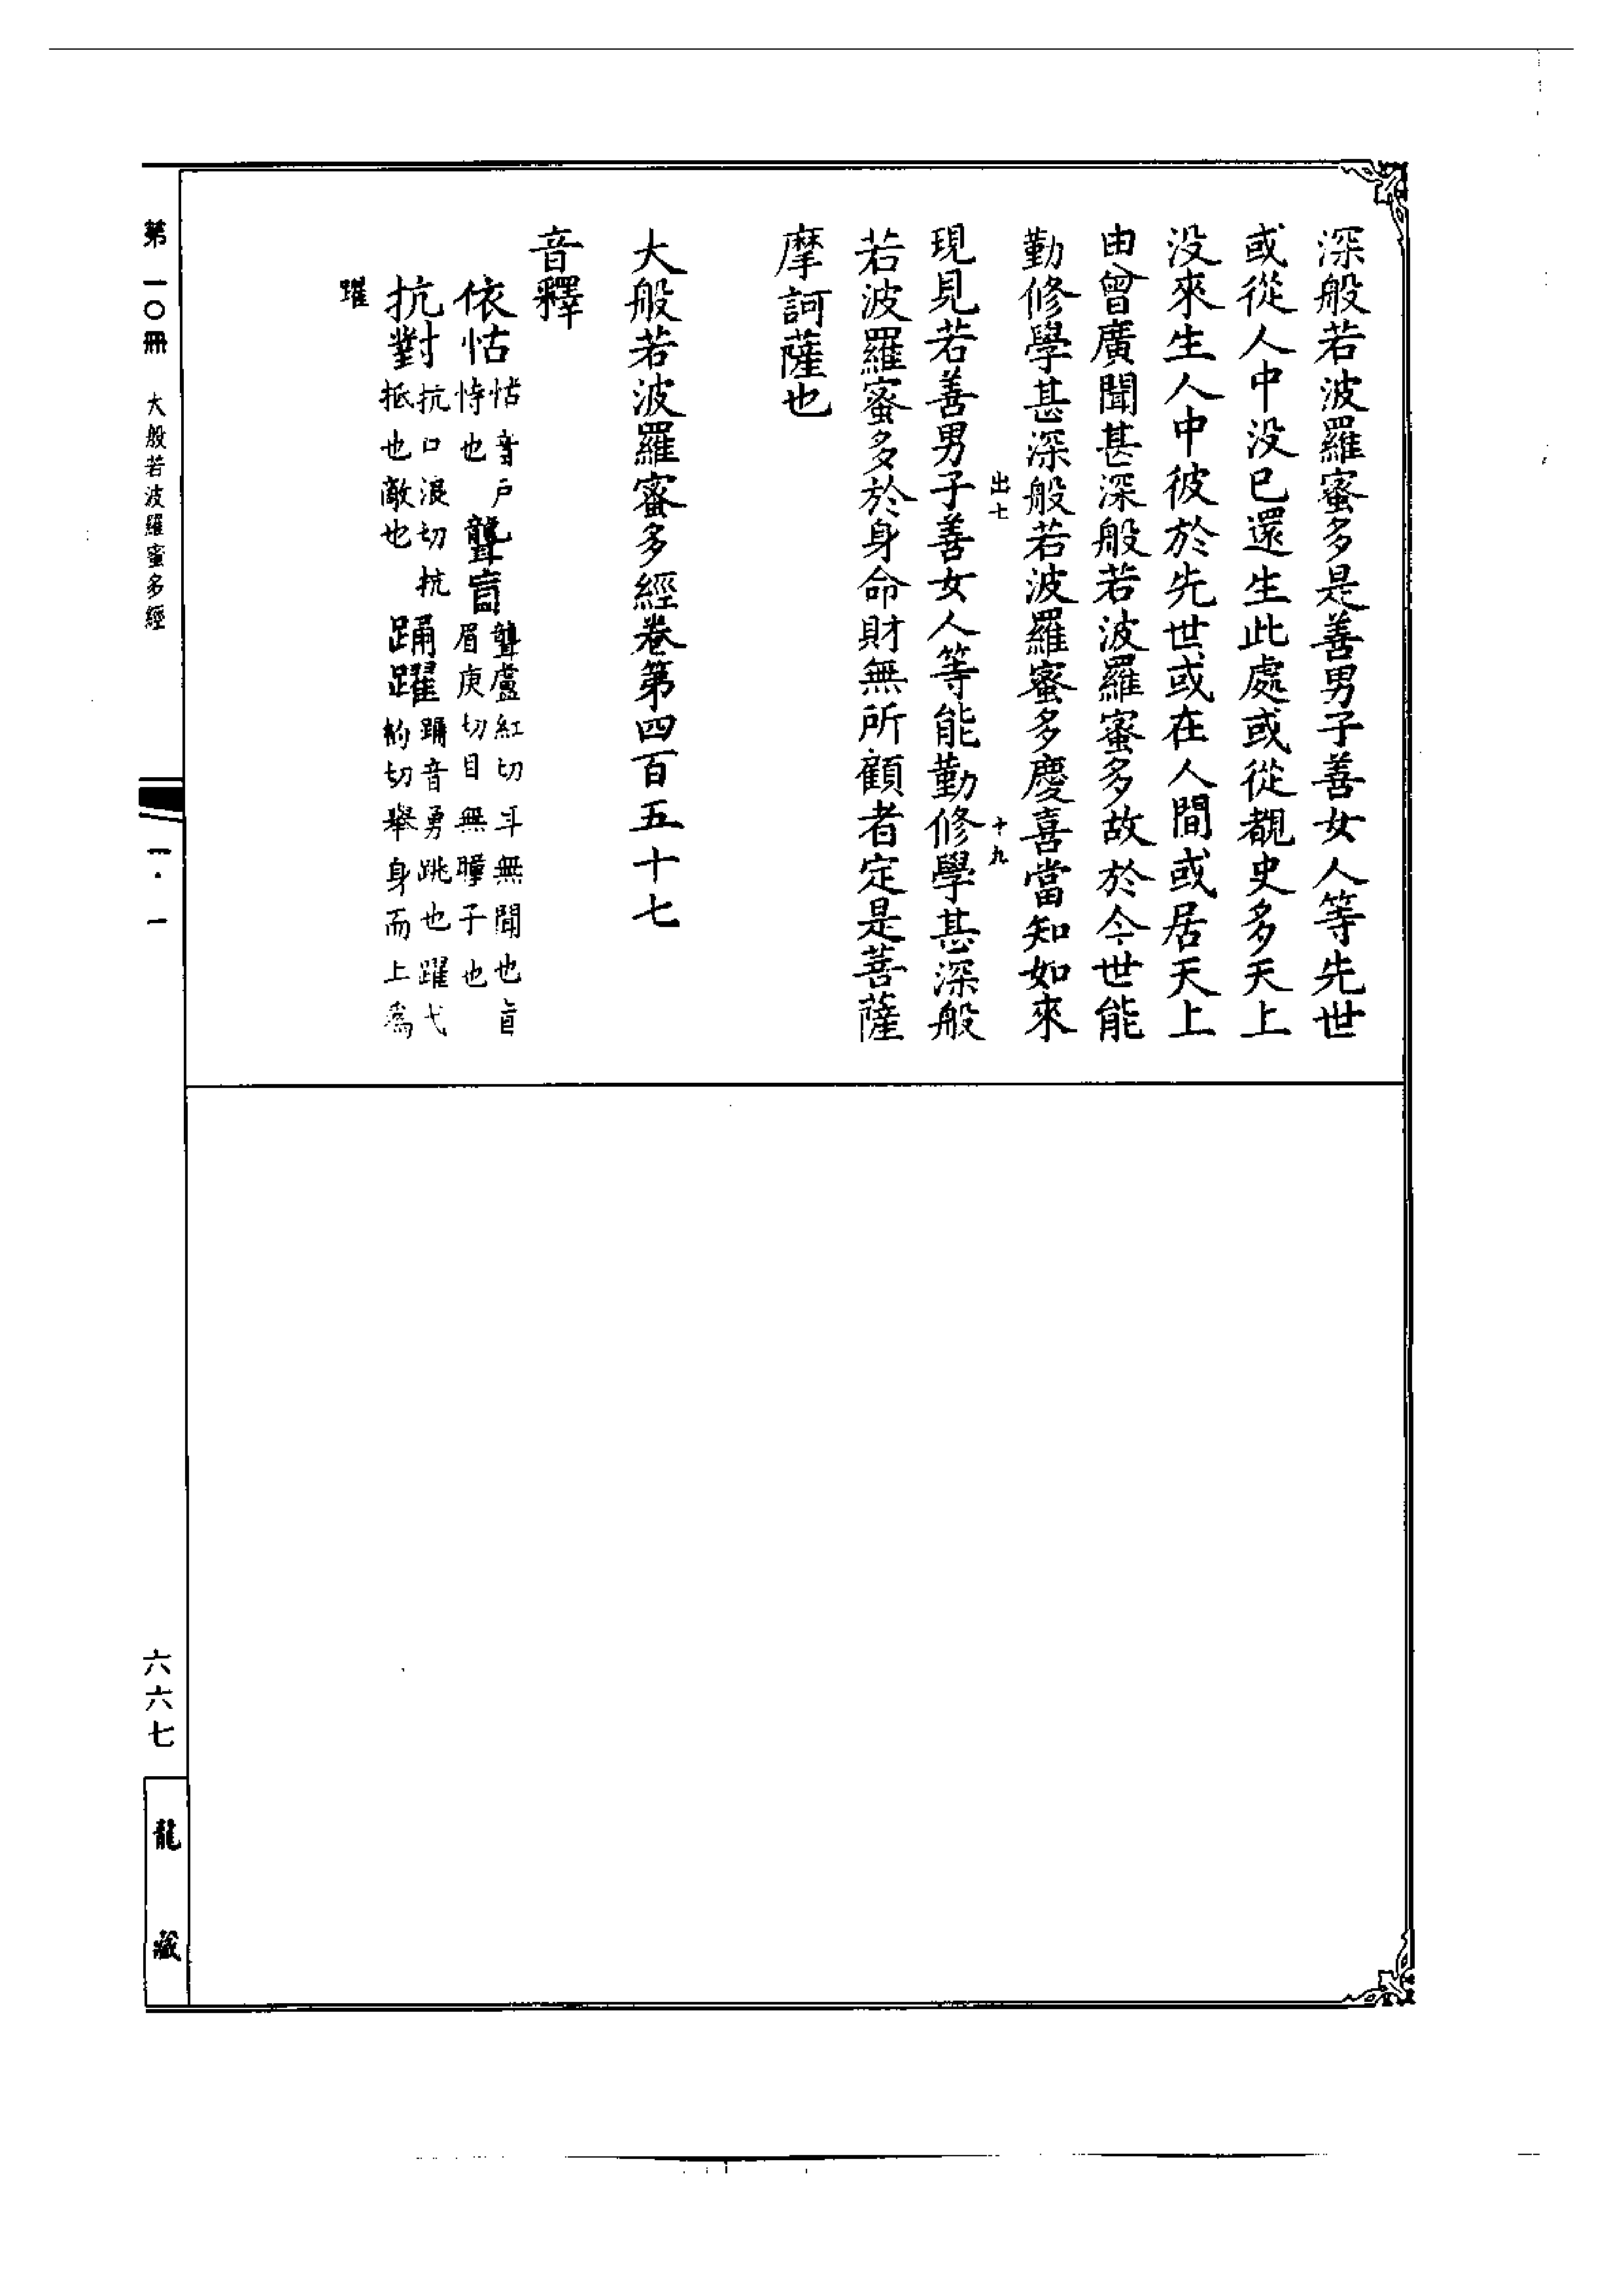 深般若波羅蜜多是善男子善女人等先世
或從人中没已還生此處或從覩史多天上
没來生人中彼於先世或在人間或居天上
由曾廣聞甚深般若波羅蜜多故於今世能
勤修學甚深般若波羅蜜多慶喜當知如來
出七
十九
現見若善男子善女人等能勤修學甚深般
若波羅蜜多於身命財無所顧者定是菩薩
摩訶薩也
大般若波羅蜜多經卷第四百五十七
音釋
依怙
怙音户
恃也
聾盲
聾盧紅切耳無聞也盲
眉庚切目無瞳子也
抗對
抗口浪切抗
抵也敵也
踊躍
踊音勇跳也躍弋
約切舉身而上爲
躍
第一〇冊
大般若波羅蜜多經
一·一
六六七
龍藏